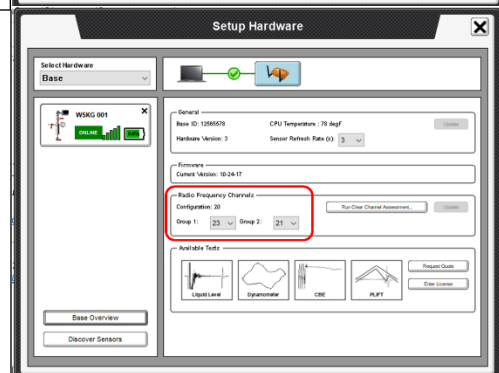 Setup Hardware
X
Select Hardware
Base
WSKG 001
X
ONLINE
84%
General
Base ID: 12565578
CPU Temperature : 78 degF
Update
Hardware Version: 3
Sensor Refresh Rate (s): 3
Firmware
Current Version: 10-24-17
Radio Frequency Channels
Configuration: 20
Run Clear Channel Assessment...
Update
Group 1: 23
Group 2: 21
Available Tests
Liquid Level
Dynamometer
CBE
PLIFT
Request Quote
Enter License
Base Overview
Discover Sensors